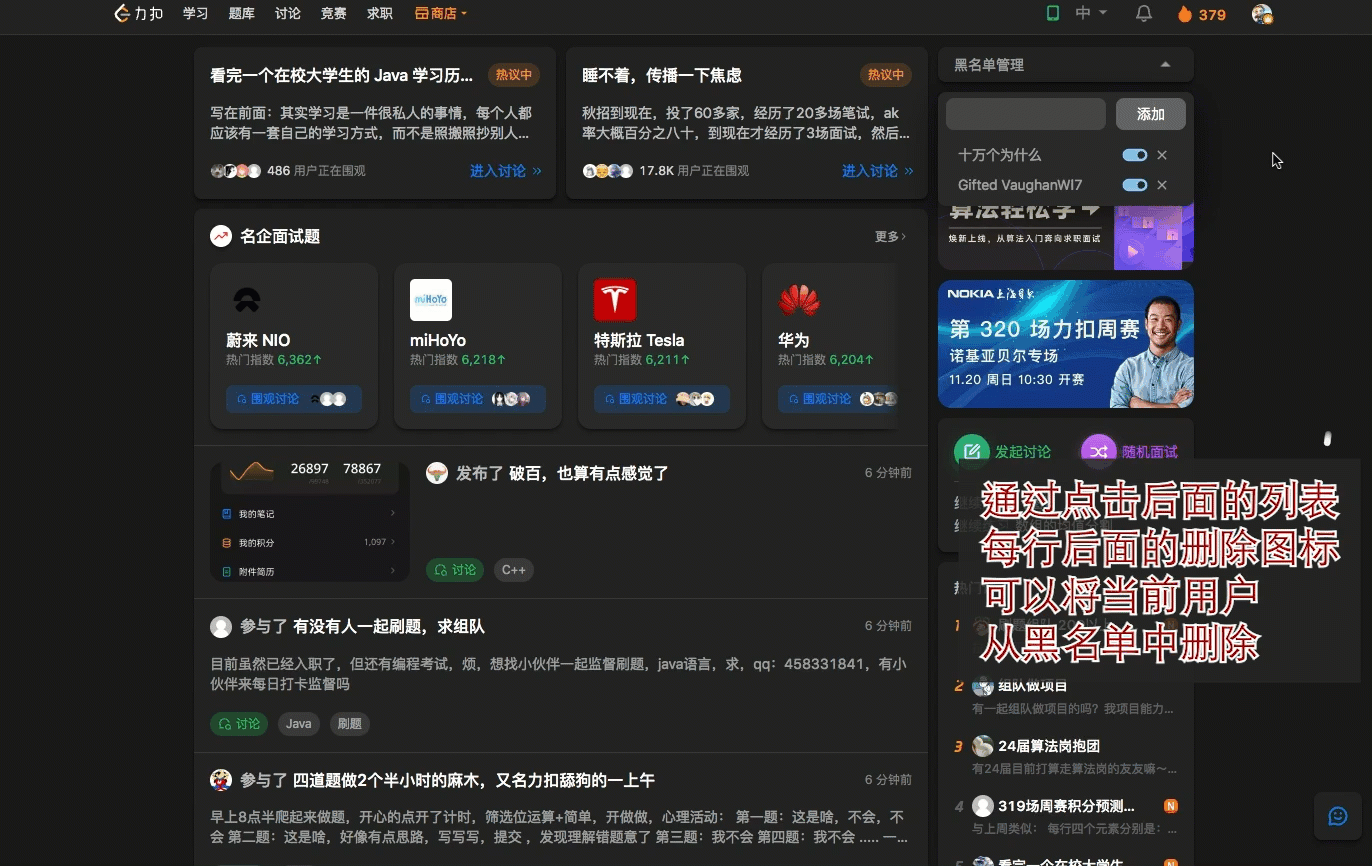 力扣 学习 题库 讨论 竞赛 求职 商店 中 379
看完一个在校大学生的 Java 学习历... 热议中
写在前面：其实学习是一件很私人的事情，每个人都
应该有一套自己的学习方式，而不是照搬照抄别人...
486 用户正在围观 进入讨论 »
睡不着，传播一下焦虑 热议中
秋招到现在，投了60多家，经历了20多场笔试，ak
率大概百分之八十，到现在才经历了3场面试，然后...
17.8K 用户正在围观 进入讨论 »
黑名单管理
添加
十万个为什么
Gifted VaughanWI7
算法轻松学
焕新上线，从算法入门奔向求职面试
NOKIA 上海贝尔
第 320 场力扣周赛
诺基亚贝尔专场
11.20 周日 10:30 开赛
名企面试题 更多 ›
蔚来 NIO
热门指数 6,362↑
围观讨论
miHoYo
miHoYo
热门指数 6,218↑
围观讨论
特斯拉 Tesla
热门指数 6,211↑
围观讨论
华为
热门指数 6,204↑
围观讨论
26897 78867
我的笔记
我的积分 1,097
附件简历
发布了 破百，也算有点感觉了 6 分钟前
讨论 C++
参与了 有没有人一起刷题，求组队 6 分钟前
目前虽然已经入职了，但还有编程考试，烦，想找小伙伴一起监督刷题，java语言，求，qq：458331841，有小
伙伴来每日打卡监督吗
讨论 Java 刷题
参与了 四道题做2个半小时的麻木，又名力扣舔狗的一上午 6 分钟前
早上8点半爬起来做题，开心的点开了计时，筛选位运算+简单，开做做，心理活动： 第一题：这是啥，不会，不
会 第二题：这是啥，好像有点思路，写写写，提交 ，发现理解错题意了 第三题：我不会 第四题：我不会 ..... 一...
发起讨论 随机面试
通过点击后面的列表
每行后面的删除图标
可以将当前用户
从黑名单中删除
1
2 组队做项目
有一起组队做项目的吗？我项目能力...
3 24届算法岗抱团
有24届目前打算走算法岗的友友嘛～...
4 319场周赛积分预测... N
与上周类似： 每行四个元素分别是：...
5 看完一个在校大学生 N